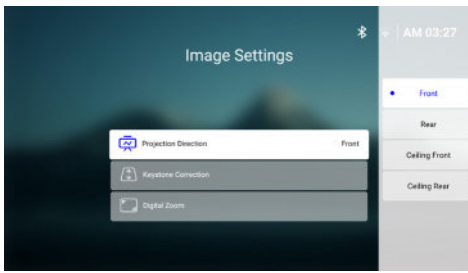 AM 03:27
Image Settings
Projection Direction Front
Keystone Correction
Digital Zoom
Front
Rear
Ceiling Front
Ceiling Rear